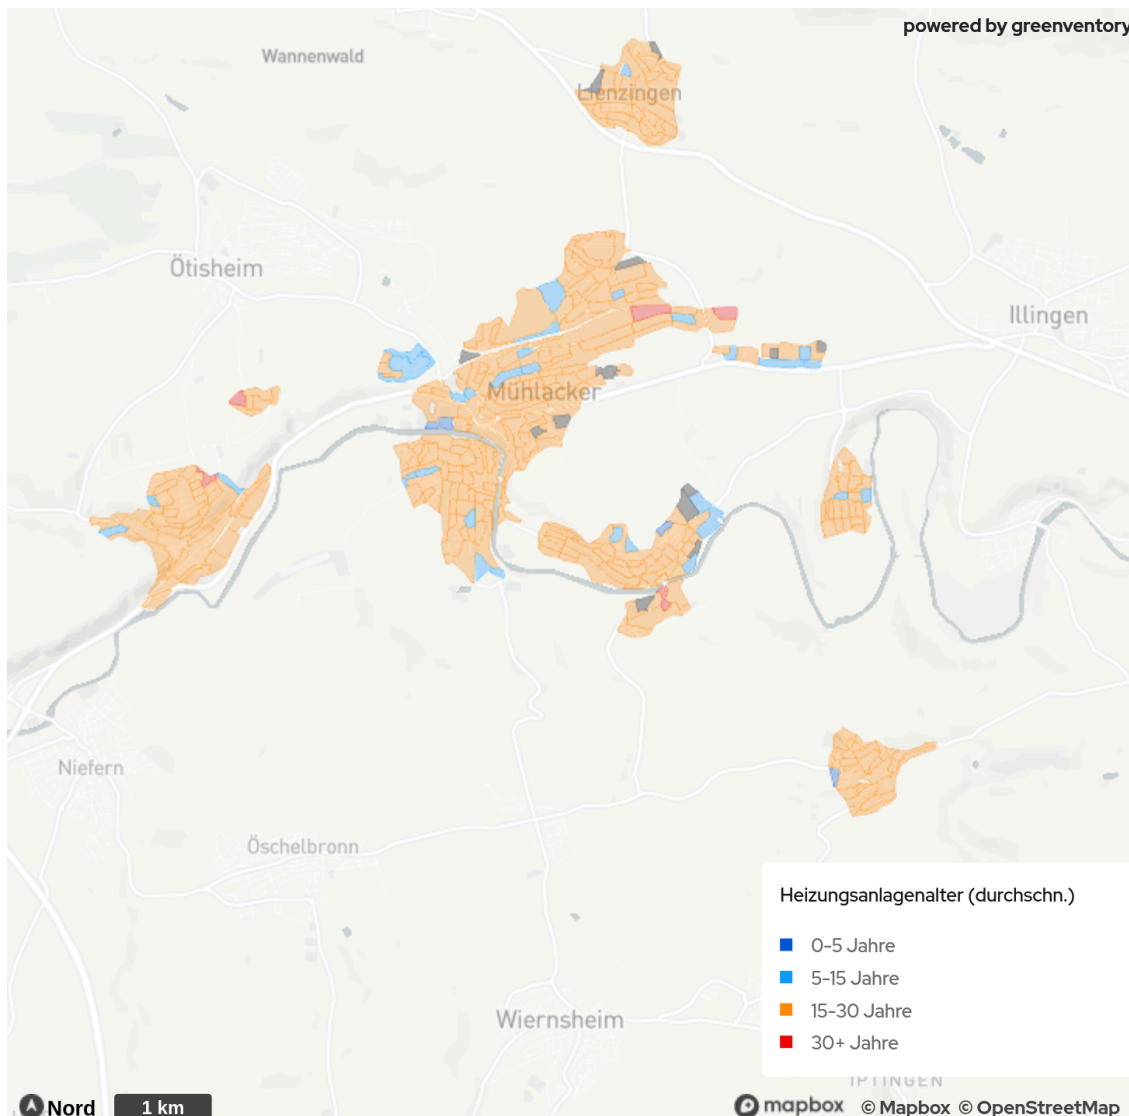 powered by greenventory
Wannenwald
Lienzingen
Ötisheim
Illingen
Mühlacker
Niefern
Öschelbronn
Heizungsanlagenalter (durchschn.)
0-5 Jahre
5-15 Jahre
15-30 Jahre
30+ Jahre
Wiernsheim
IPTINGEN
Nord
1 km
mapbox
© Mapbox © OpenStreetMap